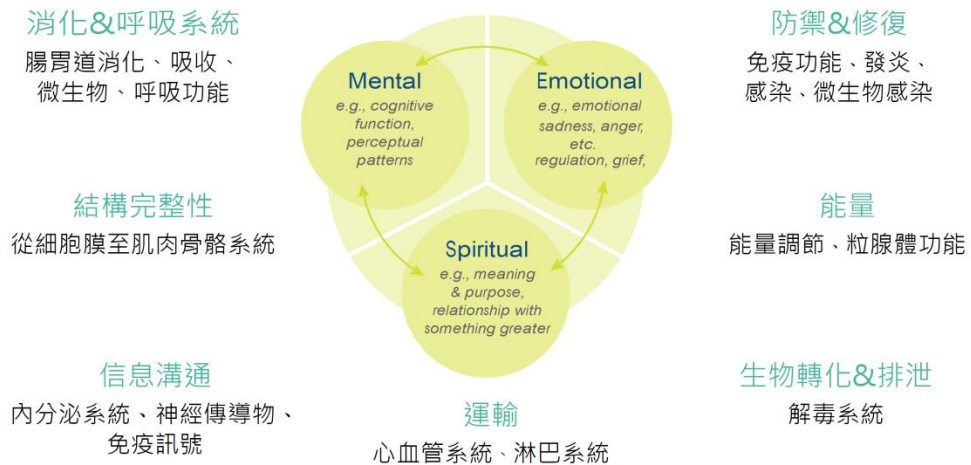 消化&呼吸系統
腸胃道消化、吸收、
微生物、呼吸功能
Mental
e.g., cognitive
function,
perceptual
patterns
Emotional
e.g., emotional
sadness, anger,
etc.
regulation, grief,
防禦&修復
免疫功能、發炎、
感染、微生物感染
結構完整性
從細胞膜至肌肉骨骼系統
Spiritual
e.g., meaning
& purpose,
relationship with
something greater
能量
能量調節、粒腺體功能
信息溝通
內分泌系統、神經傳導物、
免疫訊號
運輸
心血管系統、淋巴系統
生物轉化&排泄
解毒系統